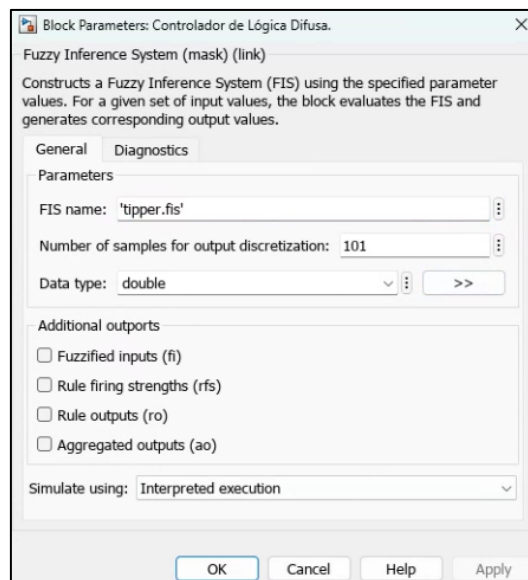 Block Parameters: Controlador de Lógica Difusa.
Fuzzy Inference System (mask) (link)
Constructs a Fuzzy Inference System (FIS) using the specified parameter
values. For a given set of input values, the block evaluates the FIS and
generates corresponding output values.
General Diagnostics
Parameters
FIS name: 'tipper.fis'
Number of samples for output discretization: 101
Data type: double >>
Additional outports
Fuzzified inputs (fi)
Rule firing strengths (rfs)
Rule outputs (ro)
Aggregated outputs (ao)
Simulate using: Interpreted execution
OK Cancel Help Apply